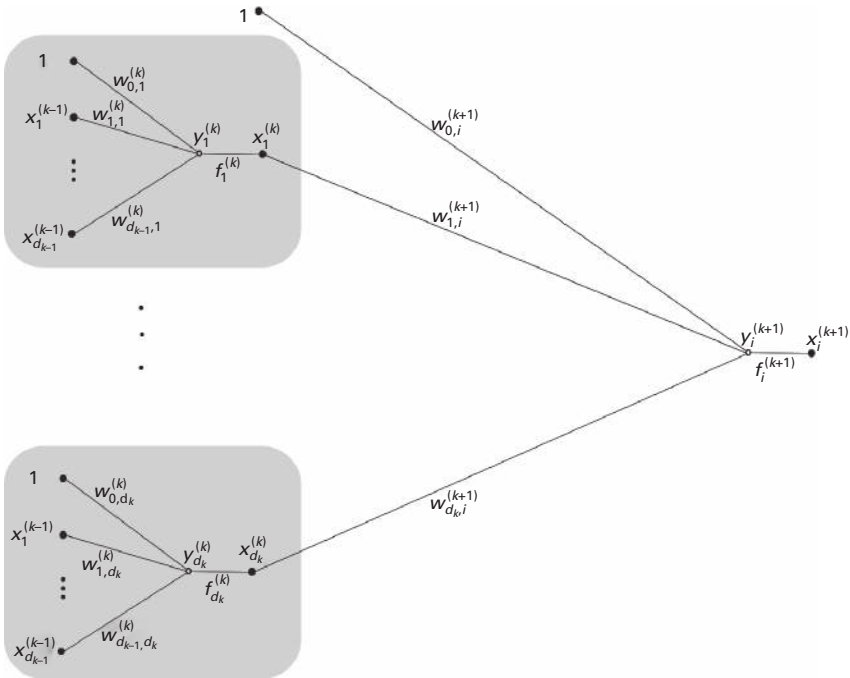 1
1
w_{0,1}^{(k)}
x_1^{(k–1)}
w_{1,1}^{(k)}
y_1^{(k)}
x_1^{(k)}
f_1^{(k)}
x_{d_{k–1}}^{(k–1)}
w_{d_{k–1},1}^{(k)}
w_{0,i}^{(k+1)}
w_{1,i}^{(k+1)}
y_i^{(k+1)}
x_i^{(k+1)}
f_i^{(k+1)}
1
w_{0,d_k}^{(k)}
x_1^{(k–1)}
w_{1,d_k}^{(k)}
y_{d_k}^{(k)}
x_{d_k}^{(k)}
f_{d_k}^{(k)}
x_{d_{k–1}}^{(k–1)}
w_{d_{k–1},d_k}^{(k)}
w_{d_k,i}^{(k+1)}